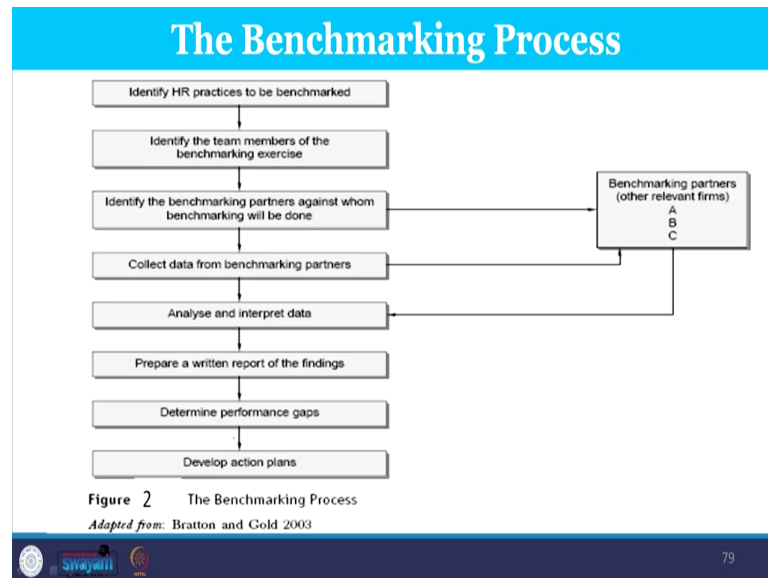 The Benchmarking Process
Identify HR practices to be benchmarked
Identify the team members of the
benchmarking exercise
Identify the benchmarking partners against whom
benchmarking will be done
Benchmarking partners
(other relevant firms)
A
B
C
Collect data from benchmarking partners
Analyse and interpret data
Prepare a written report of the findings
Determine performance gaps
Develop action plans
Figure 2 The Benchmarking Process
Adapted from: Bratton and Gold 2003
swayam
79